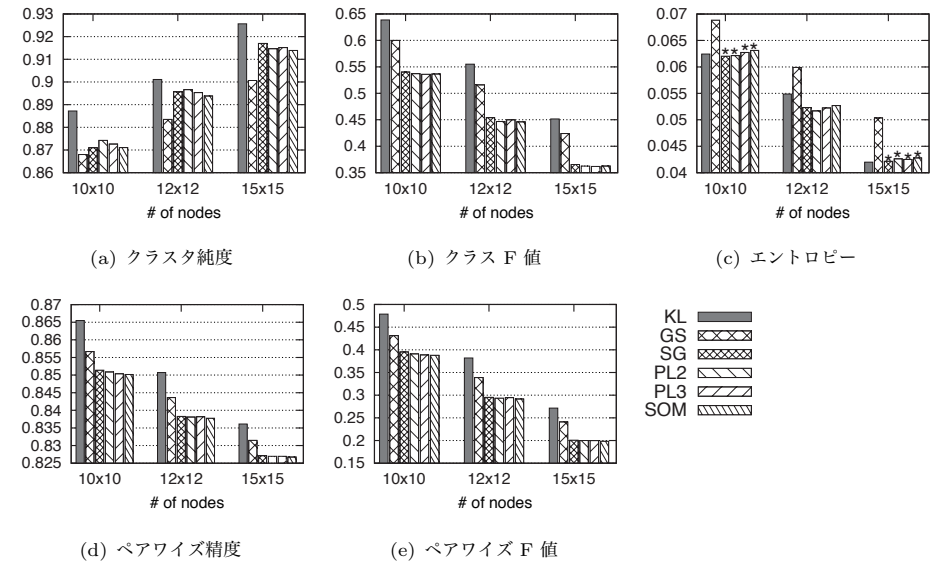 0.93
0.92
0.91
0.9
0.89
0.88
0.87
0.86
10x10 12x12 15x15
# of nodes
(a) クラスタ純度
0.65
0.6
0.55
0.5
0.45
0.4
0.35
10x10 12x12 15x15
# of nodes
(b) クラス F 値
0.07
0.065
0.06
0.055
0.05
0.045
0.04
** **
* * * *
10x10 12x12 15x15
# of nodes
(c) エントロピー
0.87
0.865
0.86
0.855
0.85
0.845
0.84
0.835
0.83
0.825
10x10 12x12 15x15
# of nodes
(d) ペアワイズ精度
0.5
0.45
0.4
0.35
0.3
0.25
0.2
0.15
10x10 12x12 15x15
# of nodes
(e) ペアワイズ F 値
KL
GS
SG
PL2
PL3
SOM